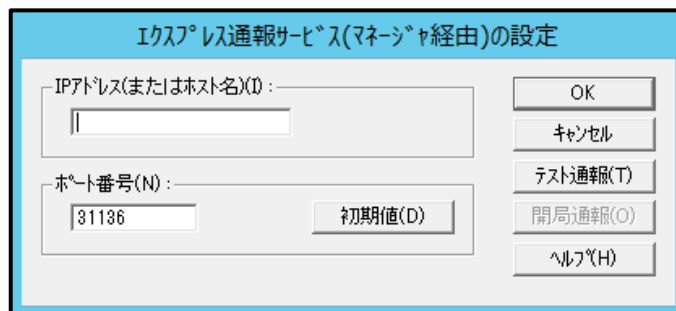 ｴｸｽﾌﾟﾚｽ通報ｻｰﾋﾞｽ(ﾏﾈｰｼﾞｬ経由)の設定
IPｱﾄﾞﾚｽ(またはﾎｽﾄ名)(I) :
OK
ｷｬﾝｾﾙ
ﾎﾟｰﾄ番号(N) :
ﾃｽﾄ通報(T)
31136
初期値(D)
開局通報(O)
ﾍﾙﾌﾟ(H)